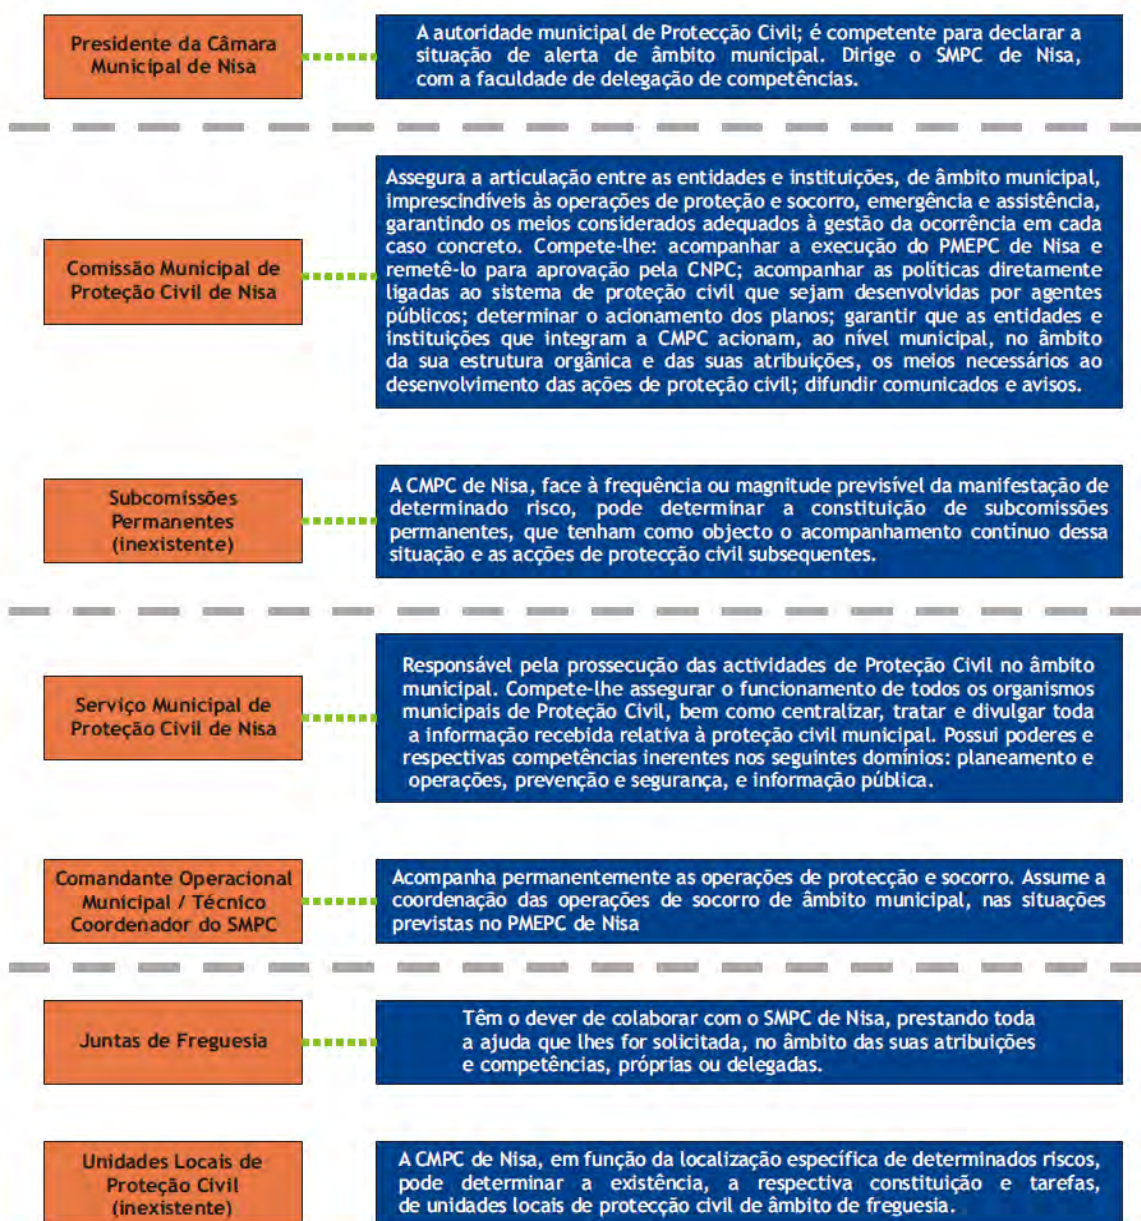 Presidente da Câmara
Municipal de Nisa
A autoridade municipal de Protecção Civil; é competente para declarar a
situação de alerta de âmbito municipal. Dirige o SMPC de Nisa,
com a faculdade de delegação de competências.
Comissão Municipal de
Proteção Civil de Nisa
Assegura a articulação entre as entidades e instituições, de âmbito municipal,
imprescindíveis às operações de proteção e socorro, emergência e assistência,
garantindo os meios considerados adequados à gestão da ocorrência em cada
caso concreto. Compete-lhe: acompanhar a execução do PMEPC de Nisa e
remetê-lo para aprovação pela CNPC; acompanhar as políticas diretamente
ligadas ao sistema de proteção civil que sejam desenvolvidas por agentes
públicos; determinar o acionamento dos planos; garantir que as entidades e
instituições que integram a CMPC acionam, ao nível municipal, no âmbito
da sua estrutura orgânica e das suas atribuições, os meios necessários ao
desenvolvimento das ações de proteção civil; difundir comunicados e avisos.
Subcomissões
Permanentes
(inexistente)
A CMPC de Nisa, face à frequência ou magnitude previsível da manifestação de
determinado risco, pode determinar a constituição de subcomissões
permanentes, que tenham como objecto o acompanhamento contínuo dessa
situação e as acções de protecção civil subsequentes.
Serviço Municipal de
Proteção Civil de Nisa
Responsável pela prossecução das actividades de Proteção Civil no âmbito
municipal. Compete-lhe assegurar o funcionamento de todos os organismos
municipais de Proteção Civil, bem como centralizar, tratar e divulgar toda
a informação recebida relativa à proteção civil municipal. Possui poderes e
respectivas competências inerentes nos seguintes domínios: planeamento e
operações, prevenção e segurança, e informação pública.
Comandante Operacional
Municipal / Técnico
Coordenador do SMPC
Acompanha permanentemente as operações de protecção e socorro. Assume a
coordenação das operações de socorro de âmbito municipal, nas situações
previstas no PMEPC de Nisa
Juntas de Freguesia
Têm o dever de colaborar com o SMPC de Nisa, prestando toda
a ajuda que lhes for solicitada, no âmbito das suas atribuições
e competências, próprias ou delegadas.
Unidades Locais de
Proteção Civil
(inexistente)
A CMPC de Nisa, em função da localização específica de determinados riscos,
pode determinar a existência, a respectiva constituição e tarefas,
de unidades locais de protecção civil de âmbito de freguesia.